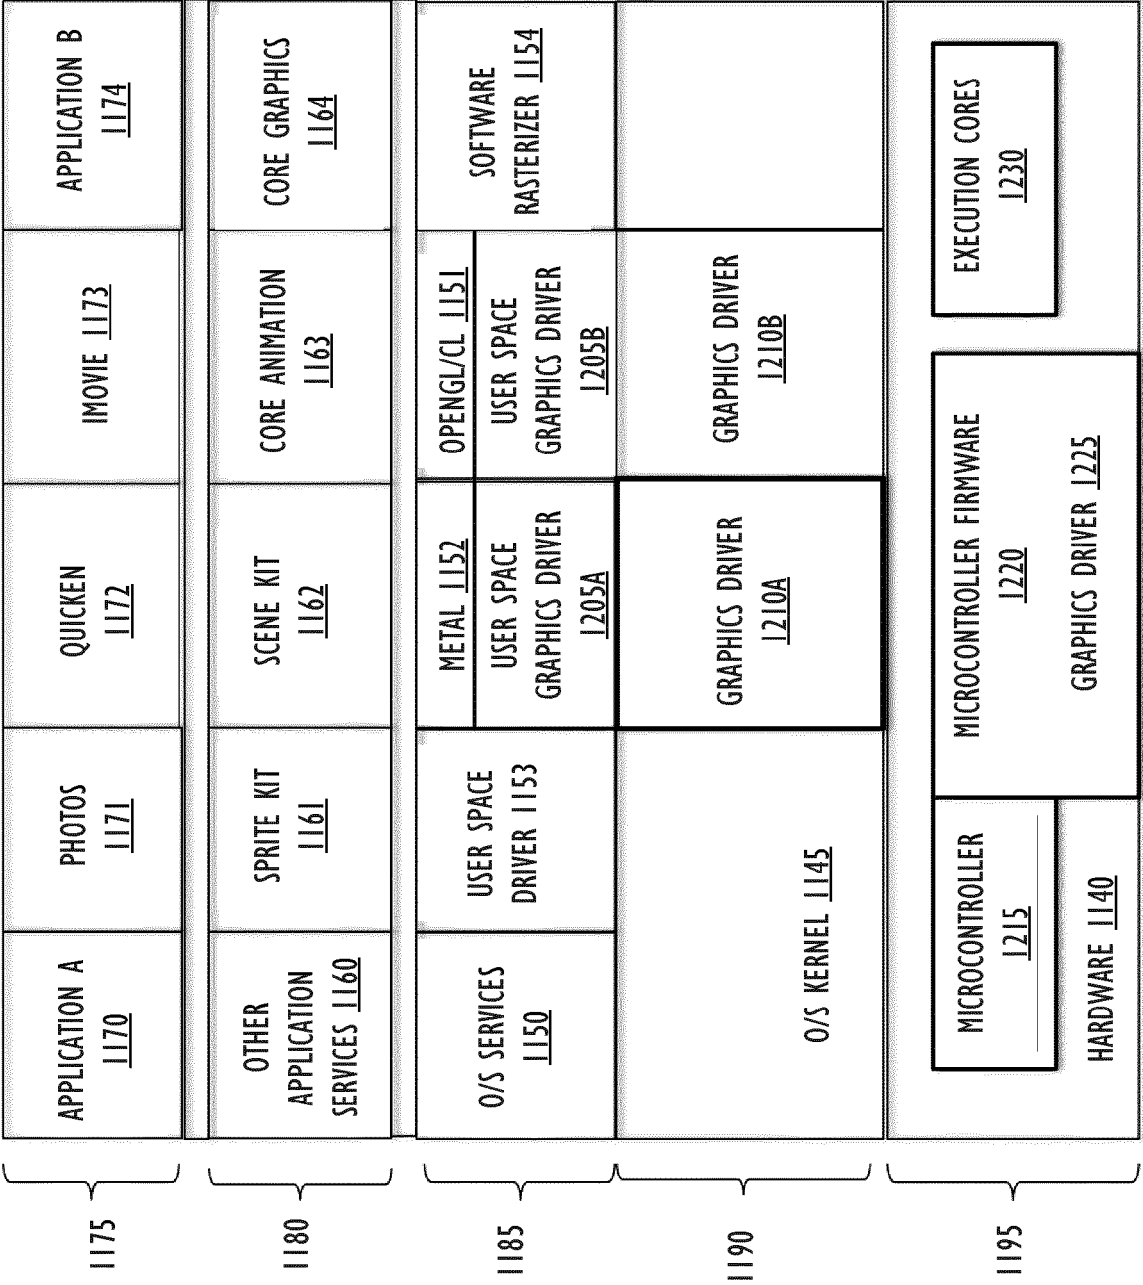 1175
APPLICATION A
1170
PHOTOS
1171
QUICKEN
1172
IMOVIE 1173
APPLICATION B
1174
1180
OTHER
APPLICATION
SERVICES 1160
SPRITE KIT
1161
SCENE KIT
1162
CORE ANIMATION
1163
CORE GRAPHICS
1164
1185
O/S SERVICES
1150
USER SPACE
DRIVER 1153
METAL 1152
USER SPACE
GRAPHICS DRIVER
1205A
OPENGL/CL 1151
USER SPACE
GRAPHICS DRIVER
1205B
SOFTWARE
RASTERIZER 1154
1190
O/S KERNEL 1145
GRAPHICS DRIVER
1210A
GRAPHICS DRIVER
1210B
1195
MICROCONTROLLER
1215
HARDWARE 1140
MICROCONTROLLER FIRMWARE
1220
GRAPHICS DRIVER 1225
EXECUTION CORES
1230